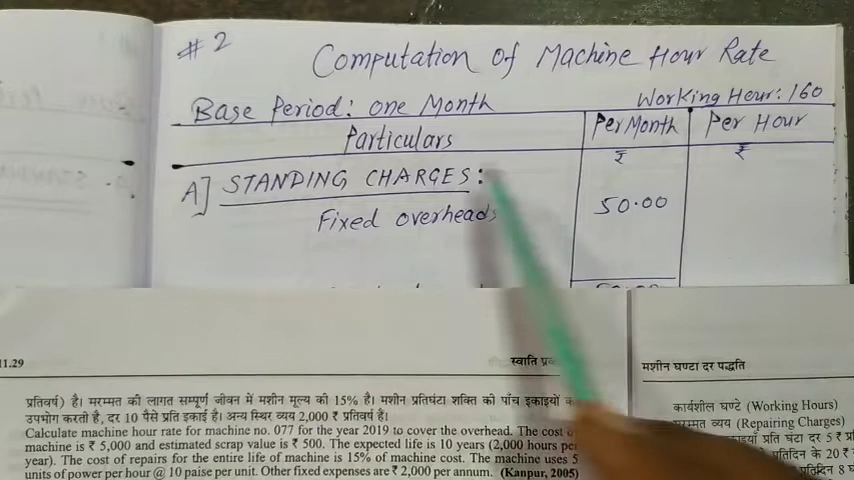 #2
Computation of Machine Hour Rate
Base Period: One Month
Working Hour: 160
Particulars
Per Month
Per Hour
₹
₹
A] STANDING CHARGES:
Fixed overheads
50.00
11.29
स्वाति
मशीन घण्टा दर पद्धति
प्रतिवर्ष) है। मरम्मत की लागत सम्पूर्ण जीवन में मशीन मूल्य की 15% है। मशीन प्रतिघंटा शक्ति की पाँच इकाइयों
उपभोग करती है, दर 10 पैसे प्रति इकाई है। अन्य स्थिर व्यय 2,000 ₹ प्रतिवर्ष है।
Calculate machine hour rate for machine no. 077 for the year 2019 to cover the overhead. The cost
machine is ₹ 5,000 and estimated scrap value is ₹ 500. The expected life is 10 years (2,000 hours per
year). The cost of repairs for the entire life of machine is 15% of machine cost. The machine uses 5
units of power per hour @ 10 paise per unit. Other fixed expenses are ₹ 2,000 per annum. (Kanpur, 2005)
कार्यशील घण्टे (Working Hours)
व्यय (Repairing Charges)
प्रति घंटा दर 5 ₹
प्रतिदिन के 20 ₹
प्रतिदिन 8